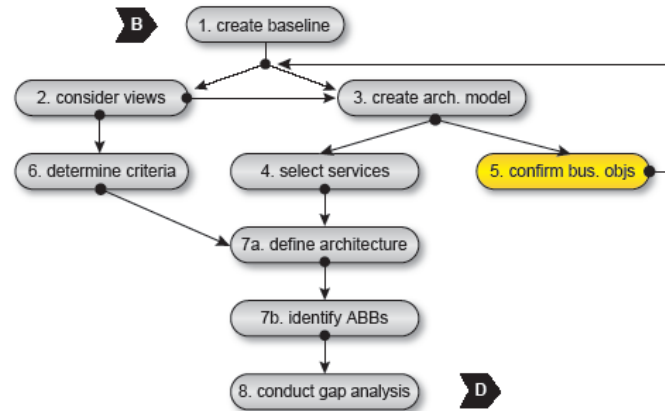 B
1. create baseline
2. consider views
3. create arch. model
6. determine criteria
4. select services
5. confirm bus. objs
7a. define architecture
7b. identify ABBs
8. conduct gap analysis
D